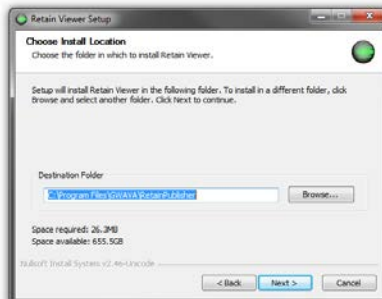 Retain Viewer Setup
Choose Install Location
Choose the folder in which to install Retain Viewer.
Setup will install Retain Viewer in the following folder. To install in a different folder, click
Browse and select another folder. Click Next to continue.
Destination Folder
C:\Program Files\GWAVA\RetainPublisher
Browse...
Space required: 26.3MB
Space available: 655.5GB
Nullsoft Install System v2.46-Unicode
< Back
Next >
Cancel